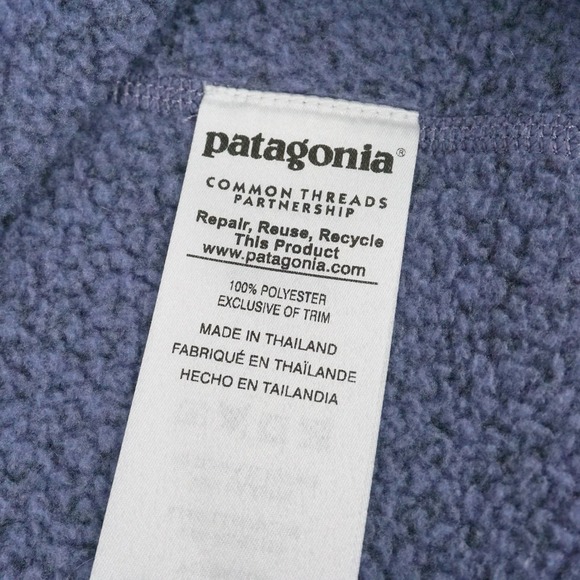 patagonia®
COMMON THREADS
PARTNERSHIP
Repair, Reuse, Recycle
This Product
www.patagonia.com
100% POLYESTER
EXCLUSIVE OF TRIM
MADE IN THAILAND
FABRIQUÉ EN THAÏLANDE
HECHO EN TAILANDIA